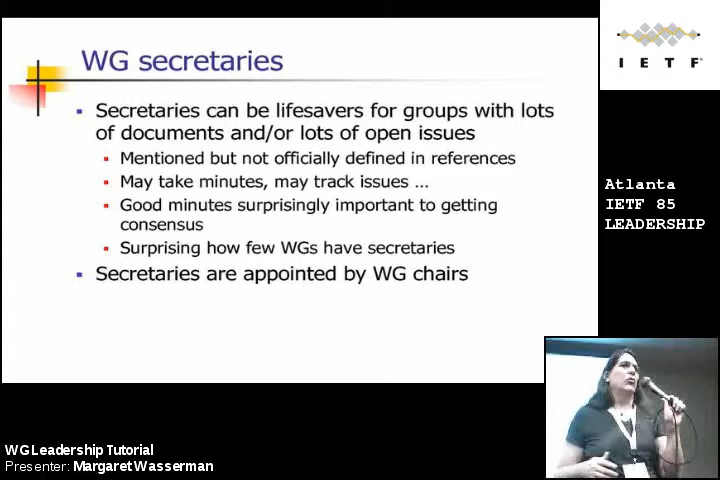 WG secretaries
Secretaries can be lifesavers for groups with lots
of documents and/or lots of open issues
Mentioned but not officially defined in references
May take minutes, may track issues ...
Good minutes surprisingly important to getting
consensus
Surprising how few WGs have secretaries
Secretaries are appointed by WG chairs
I E T F®
Atlanta
IETF 85
LEADERSHIP
WG Leadership Tutorial
Presenter: Margaret Wasserman